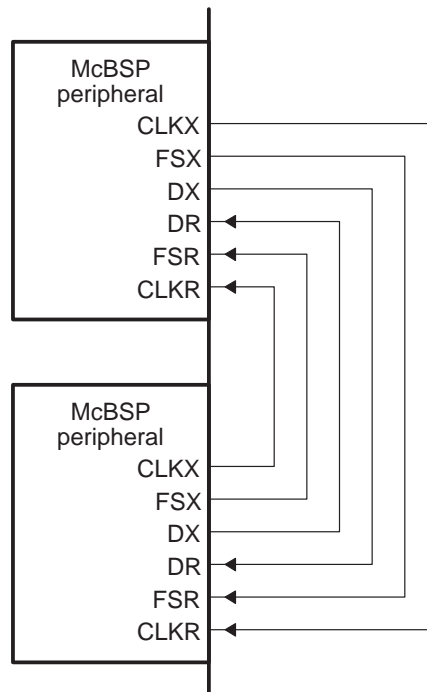 McBSP
peripheral
CLKX
FSX
DX
DR
FSR
CLKR
McBSP
peripheral
CLKX
FSX
DX
DR
FSR
CLKR